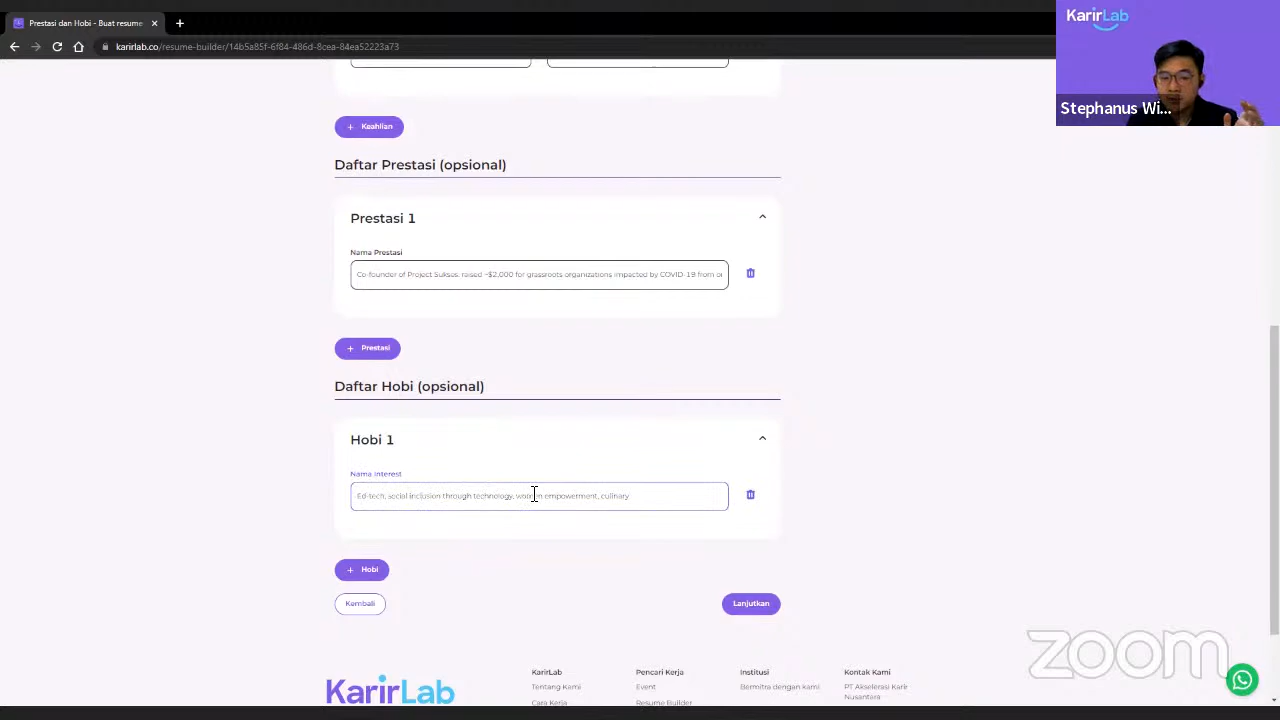 Prestasi dan Hobi - Buat resume
karirlab.co/resume-builder/14b5a85f-6f84-486d-8cea-84ea52223a73
KarirLab
Stephanus Wi...
+ Keahlian
Daftar Prestasi (opsional)
Prestasi 1
Nama Prestasi
Co-founder of Project Sukses: raised ~$2,000 for grassroots organizations impacted by COVID-19 from
+ Prestasi
Daftar Hobi (opsional)
Hobi 1
Nama Interest
Ed-tech, social inclusion through technology, women empowerment, culinary
+ Hobi
Kembali
Lanjutkan
zoom
KarirLab
KarirLab
Tentang Kami
Cara Kerja
Pencari Kerja
Event
Resume Builder
Institusi
Bermitra dengan kami
Kontak Kami
PT Akselerasi Karir
Nusantara